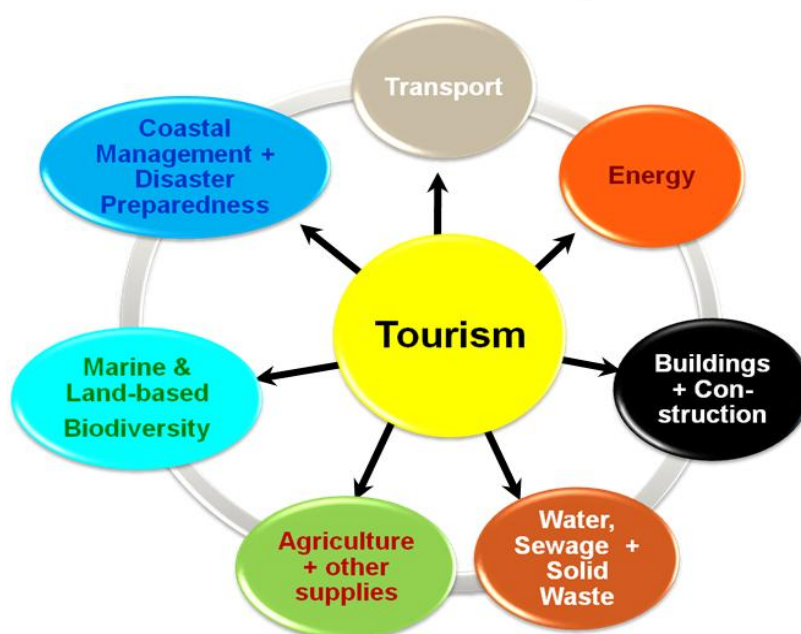 Transport
Energy
Buildings
+ Con-
struction
Water,
Sewage +
Solid
Waste
Agriculture
+ other
supplies
Marine &
Land-based
Biodiversity
Coastal
Management +
Disaster
Preparedness
Tourism